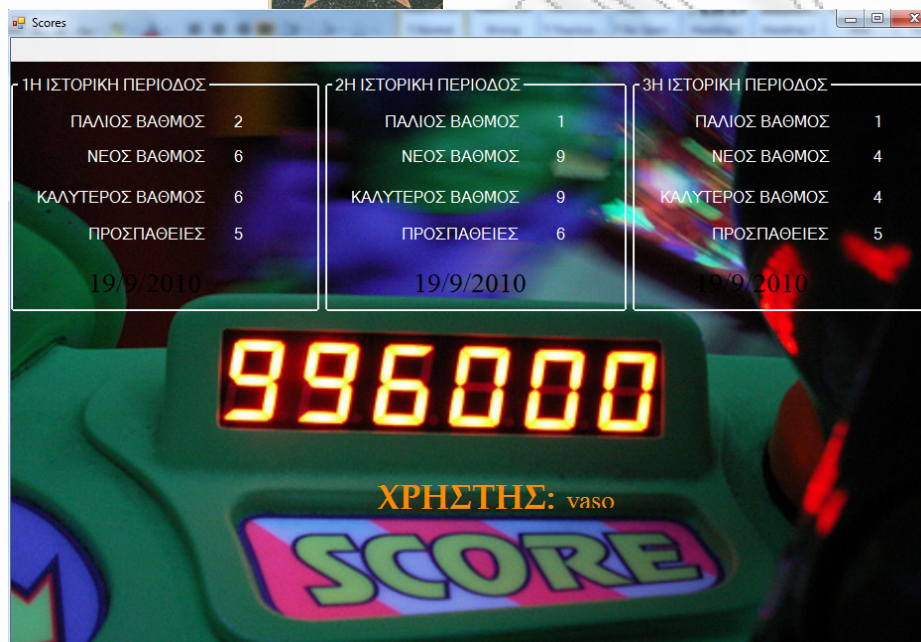 Scores
1Η ΙΣΤΟΡΙΚΗ ΠΕΡΙΟΔΟΣ
ΠΑΛΙΟΣ ΒΑΘΜΟΣ 2
ΝΕΟΣ ΒΑΘΜΟΣ 6
ΚΑΛΥΤΕΡΟΣ ΒΑΘΜΟΣ 6
ΠΡΟΣΠΑΘΕΙΕΣ 5
19/9/2010
2Η ΙΣΤΟΡΙΚΗ ΠΕΡΙΟΔΟΣ
ΠΑΛΙΟΣ ΒΑΘΜΟΣ 1
ΝΕΟΣ ΒΑΘΜΟΣ 9
ΚΑΛΥΤΕΡΟΣ ΒΑΘΜΟΣ 9
ΠΡΟΣΠΑΘΕΙΕΣ 6
19/9/2010
3Η ΙΣΤΟΡΙΚΗ ΠΕΡΙΟΔΟΣ
ΠΑΛΙΟΣ ΒΑΘΜΟΣ 1
ΝΕΟΣ ΒΑΘΜΟΣ 4
ΚΑΛΥΤΕΡΟΣ ΒΑΘΜΟΣ 4
ΠΡΟΣΠΑΘΕΙΕΣ 5
19/9/2010
996000
ΧΡΗΣΤΗΣ: vaso
SCORE